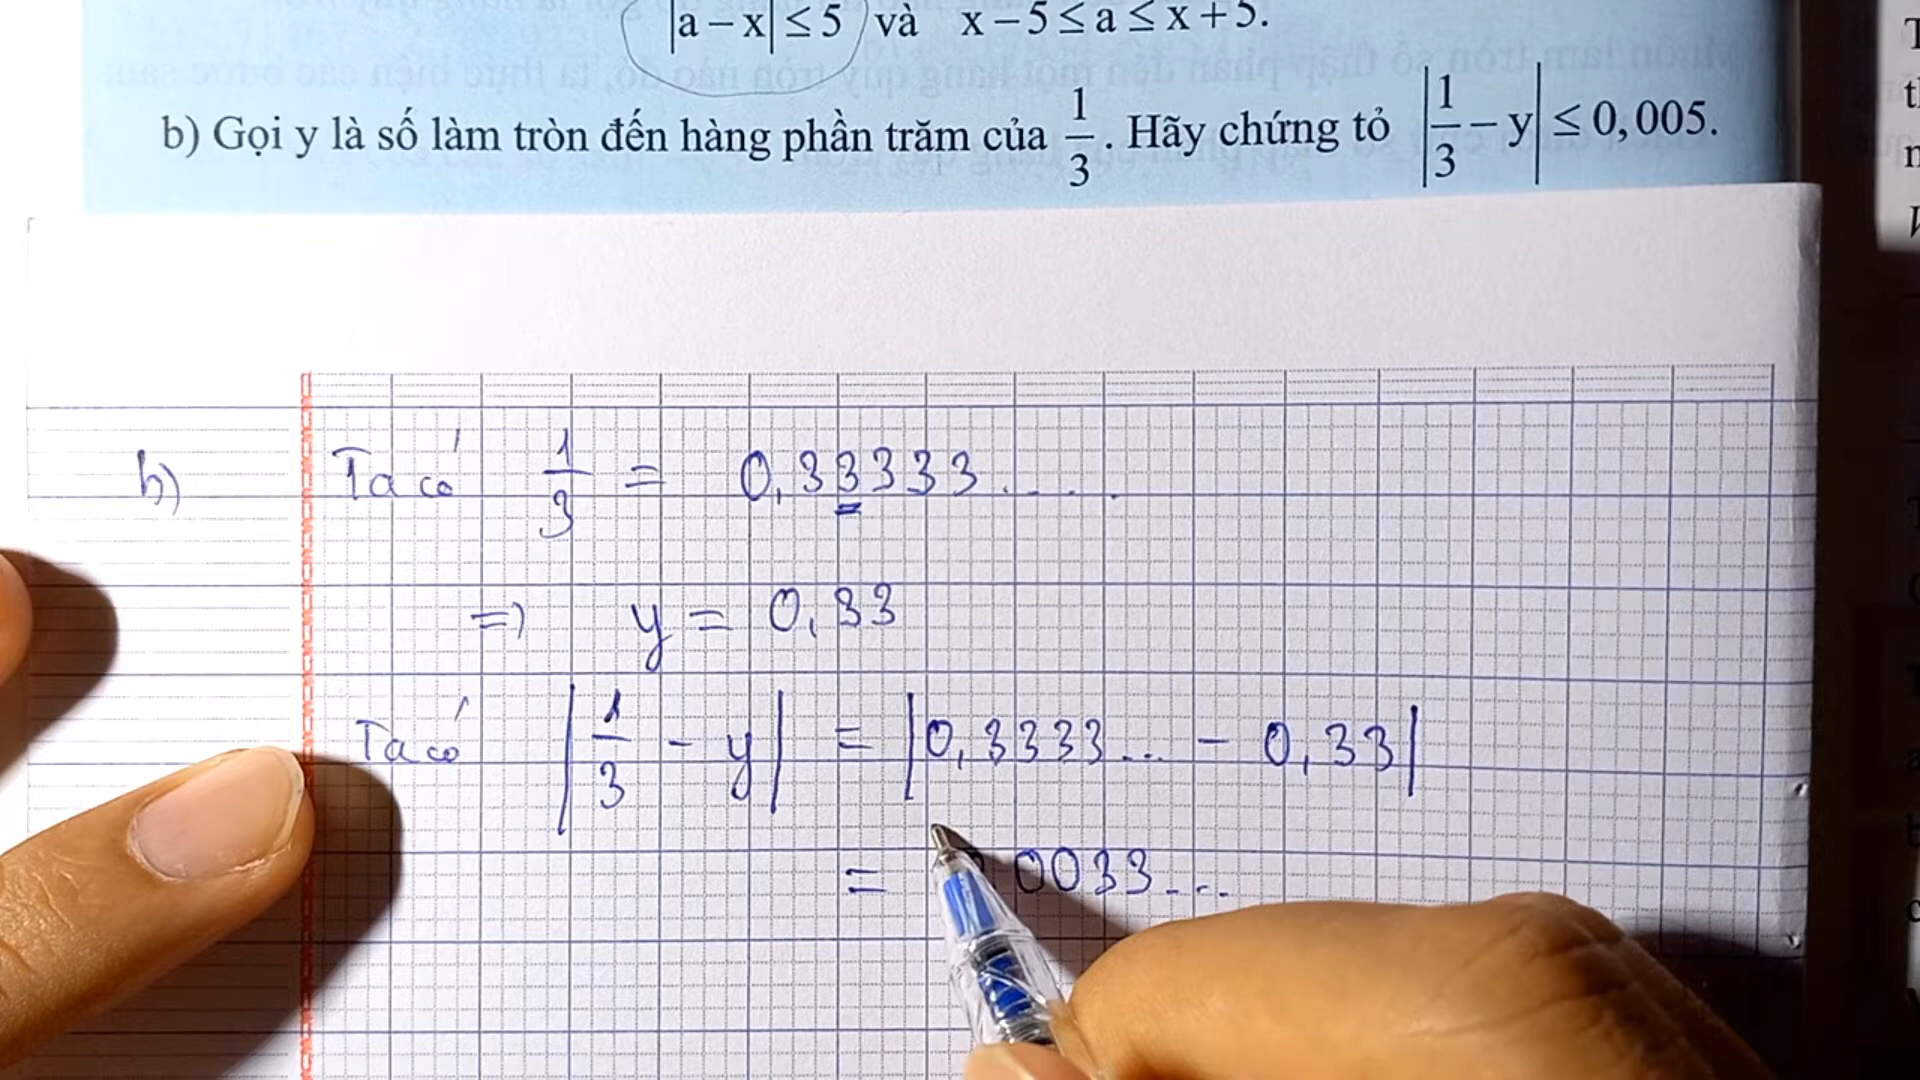 |a − x| ≤ 5 và x − 5 ≤ a ≤ x + 5.
b) Gọi y là số làm tròn đến hàng phần trăm của 1/3. Hãy chứng tỏ |1/3 − y| ≤ 0,005.
b) Ta có 1/3 = 0,33333....
=> y = 0,33
Ta có |1/3 - y| = |0,3333... - 0,33|
= 0033...